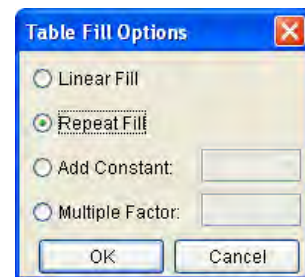 Table Fill Options
Linear Fill
Repeat Fill
Add Constant:
Multiple Factor:
OK Cancel